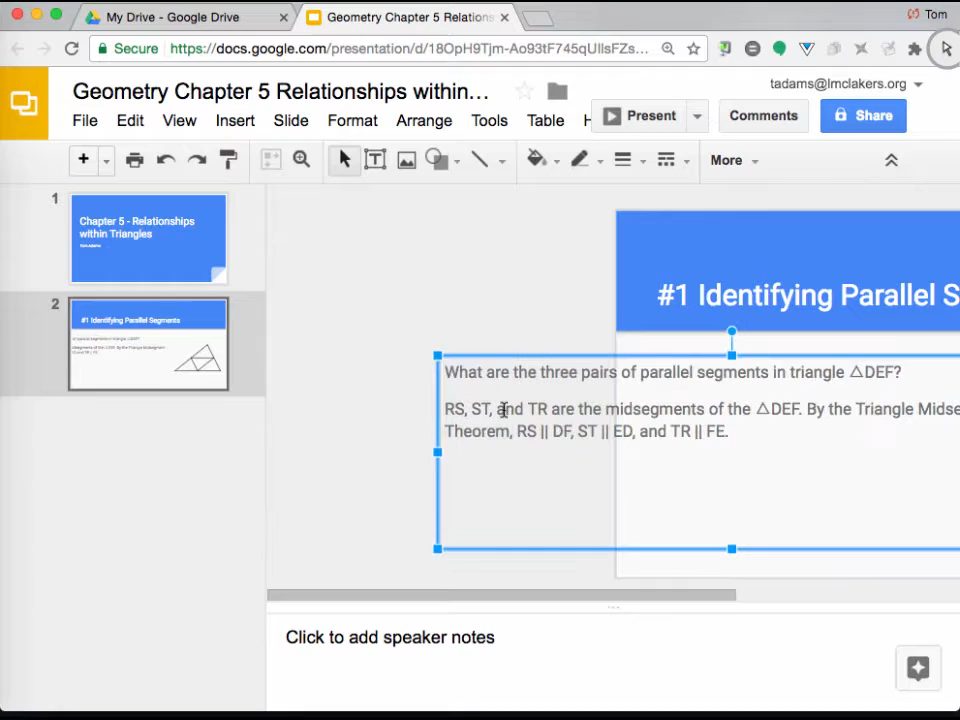 My Drive - Google Drive
Geometry Chapter 5 Relations
Tom
Secure https://docs.google.com/presentation/d/18OpH9Tjm-Ao93tF745qUllsFZs...
Geometry Chapter 5 Relationships within...
tadams@lmclakers.org
File Edit View Insert Slide Format Arrange Tools Table H
Present
Comments
Share
More
1
Chapter 5 - Relationships
within Triangles
Tom Adams
2
#1 Identifying Parallel Segments
#1 Identifying Parallel S
What are the three pairs of parallel segments in triangle △DEF?
RS, ST, and TR are the midsegments of the △DEF. By the Triangle Midse
Theorem, RS || DF, ST || ED, and TR || FE.
Click to add speaker notes